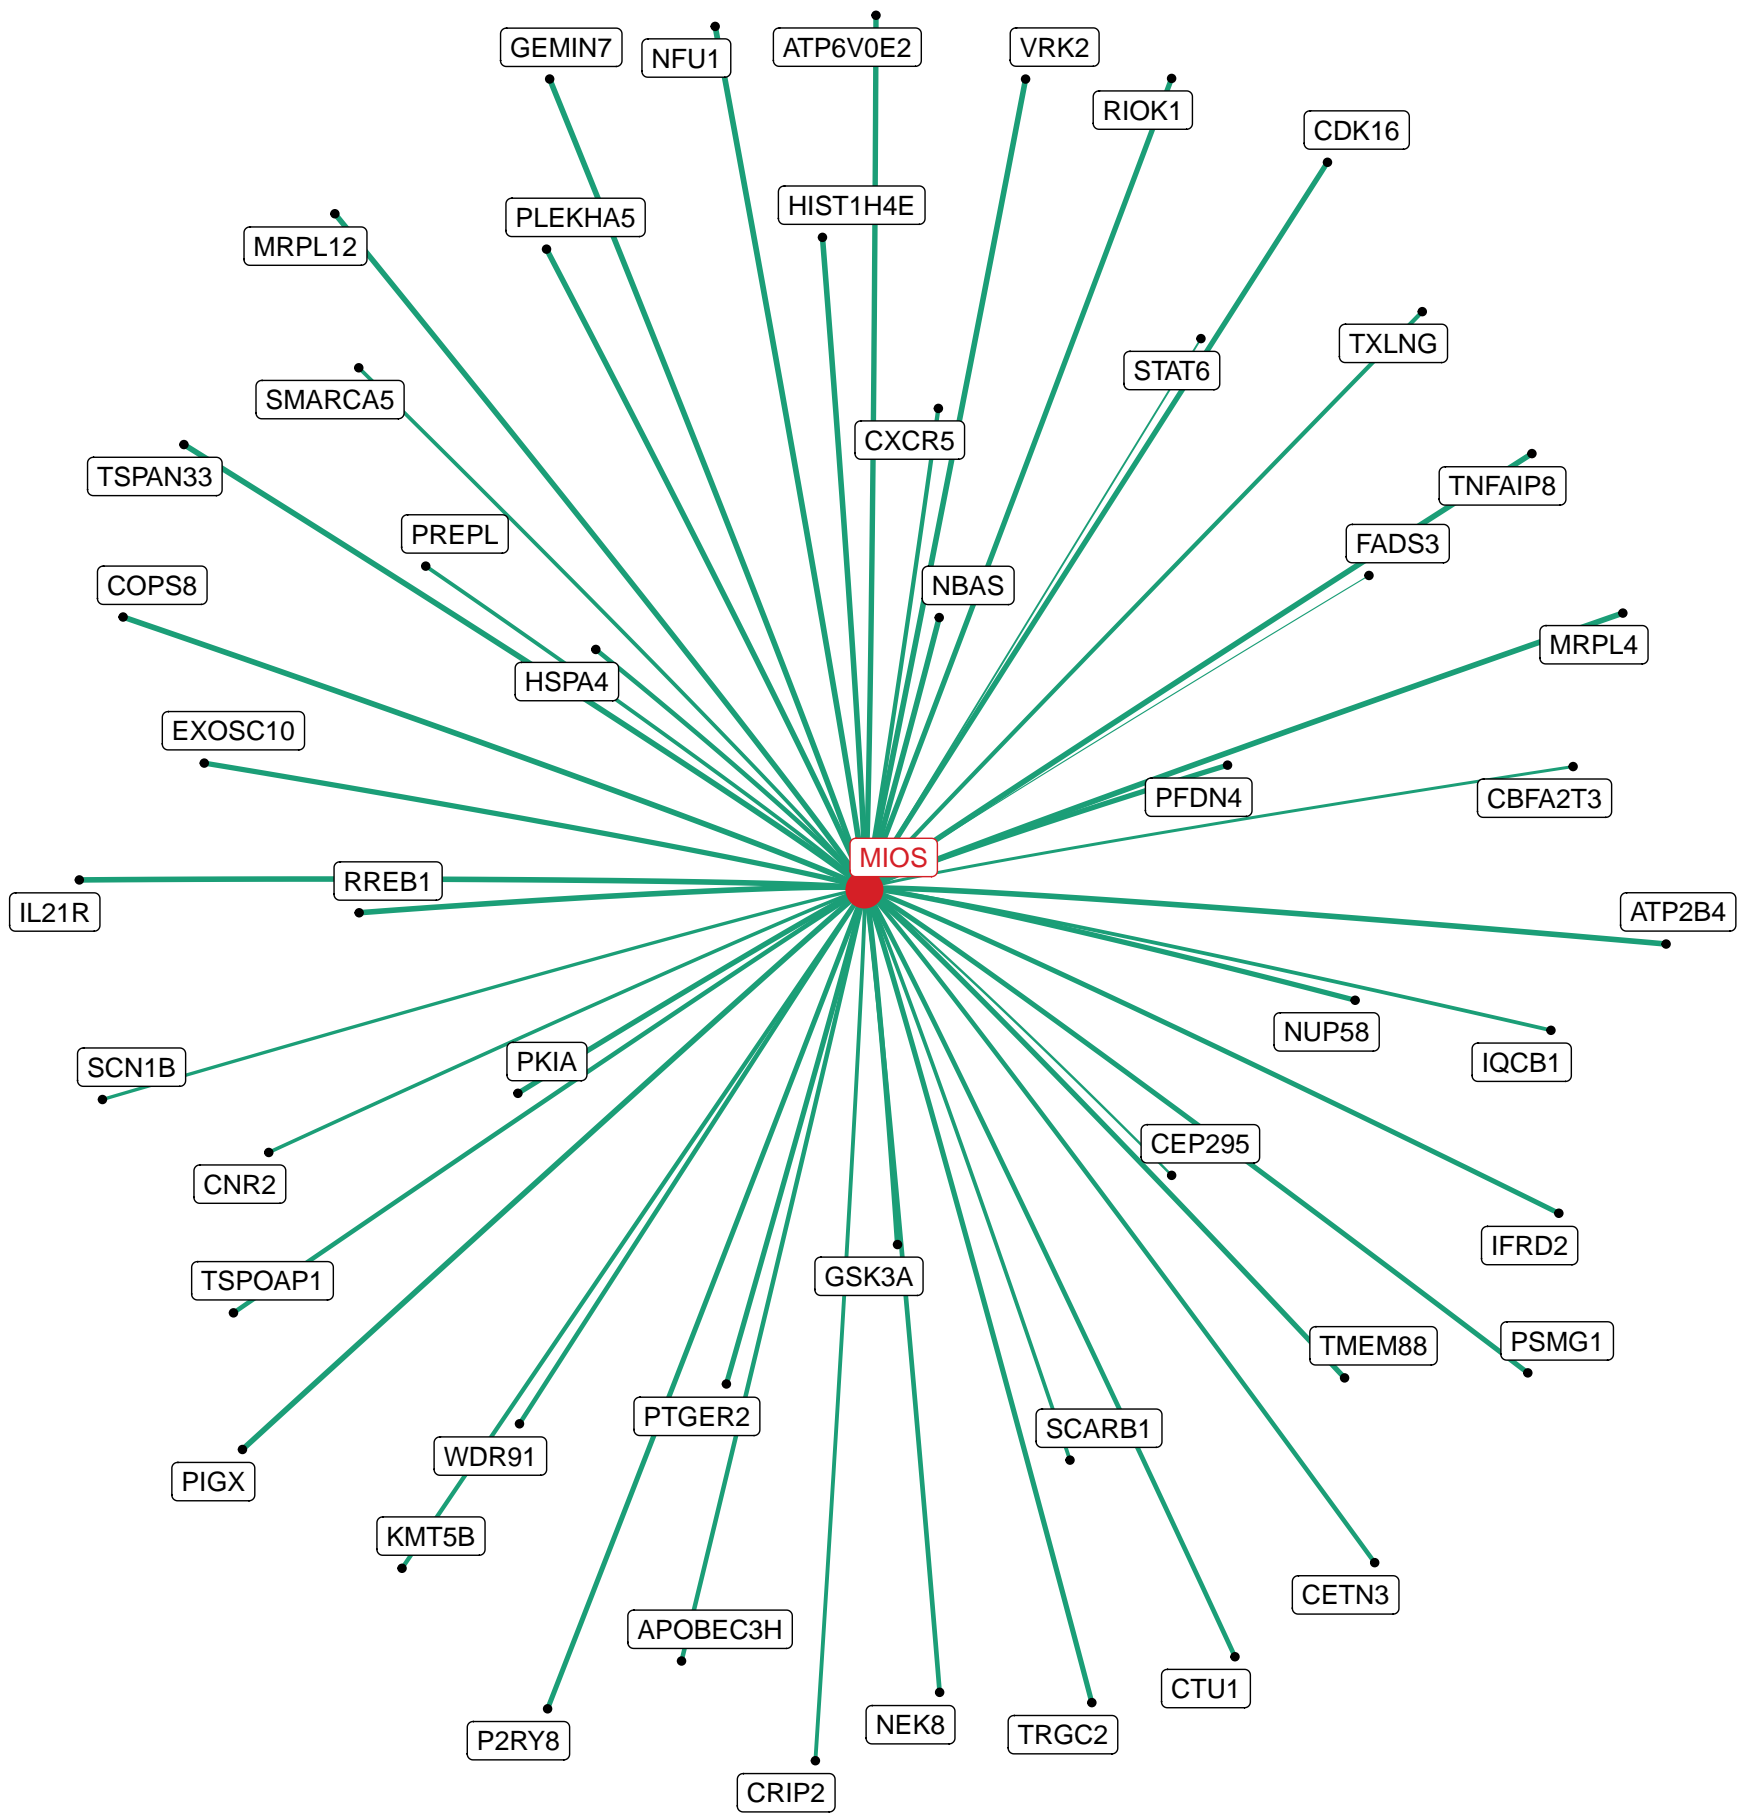 GEMIN7
NFU1
ATP6V0E2
VRK2
RIOK1
CDK16
HIST1H4E
PLEKHA5
MRPL12
TXLNG
STAT6
SMARCA5
CXCR5
TSPAN33
TNFAIP8
PREPL
FADS3
COPS8
NBAS
MRPL4
HSPA4
EXOSC10
PFDN4
CBFA2T3
MIOS
RREB1
IL21R
ATP2B4
NUP58
PKIA
IQCB1
SCN1B
CEP295
CNR2
IFRD2
GSK3A
TSPOAP1
PSMG1
TMEM88
PTGER2
SCARB1
WDR91
PIGX
KMT5B
CETN3
APOBEC3H
CTU1
NEK8
TRGC2
P2RY8
CRIP2